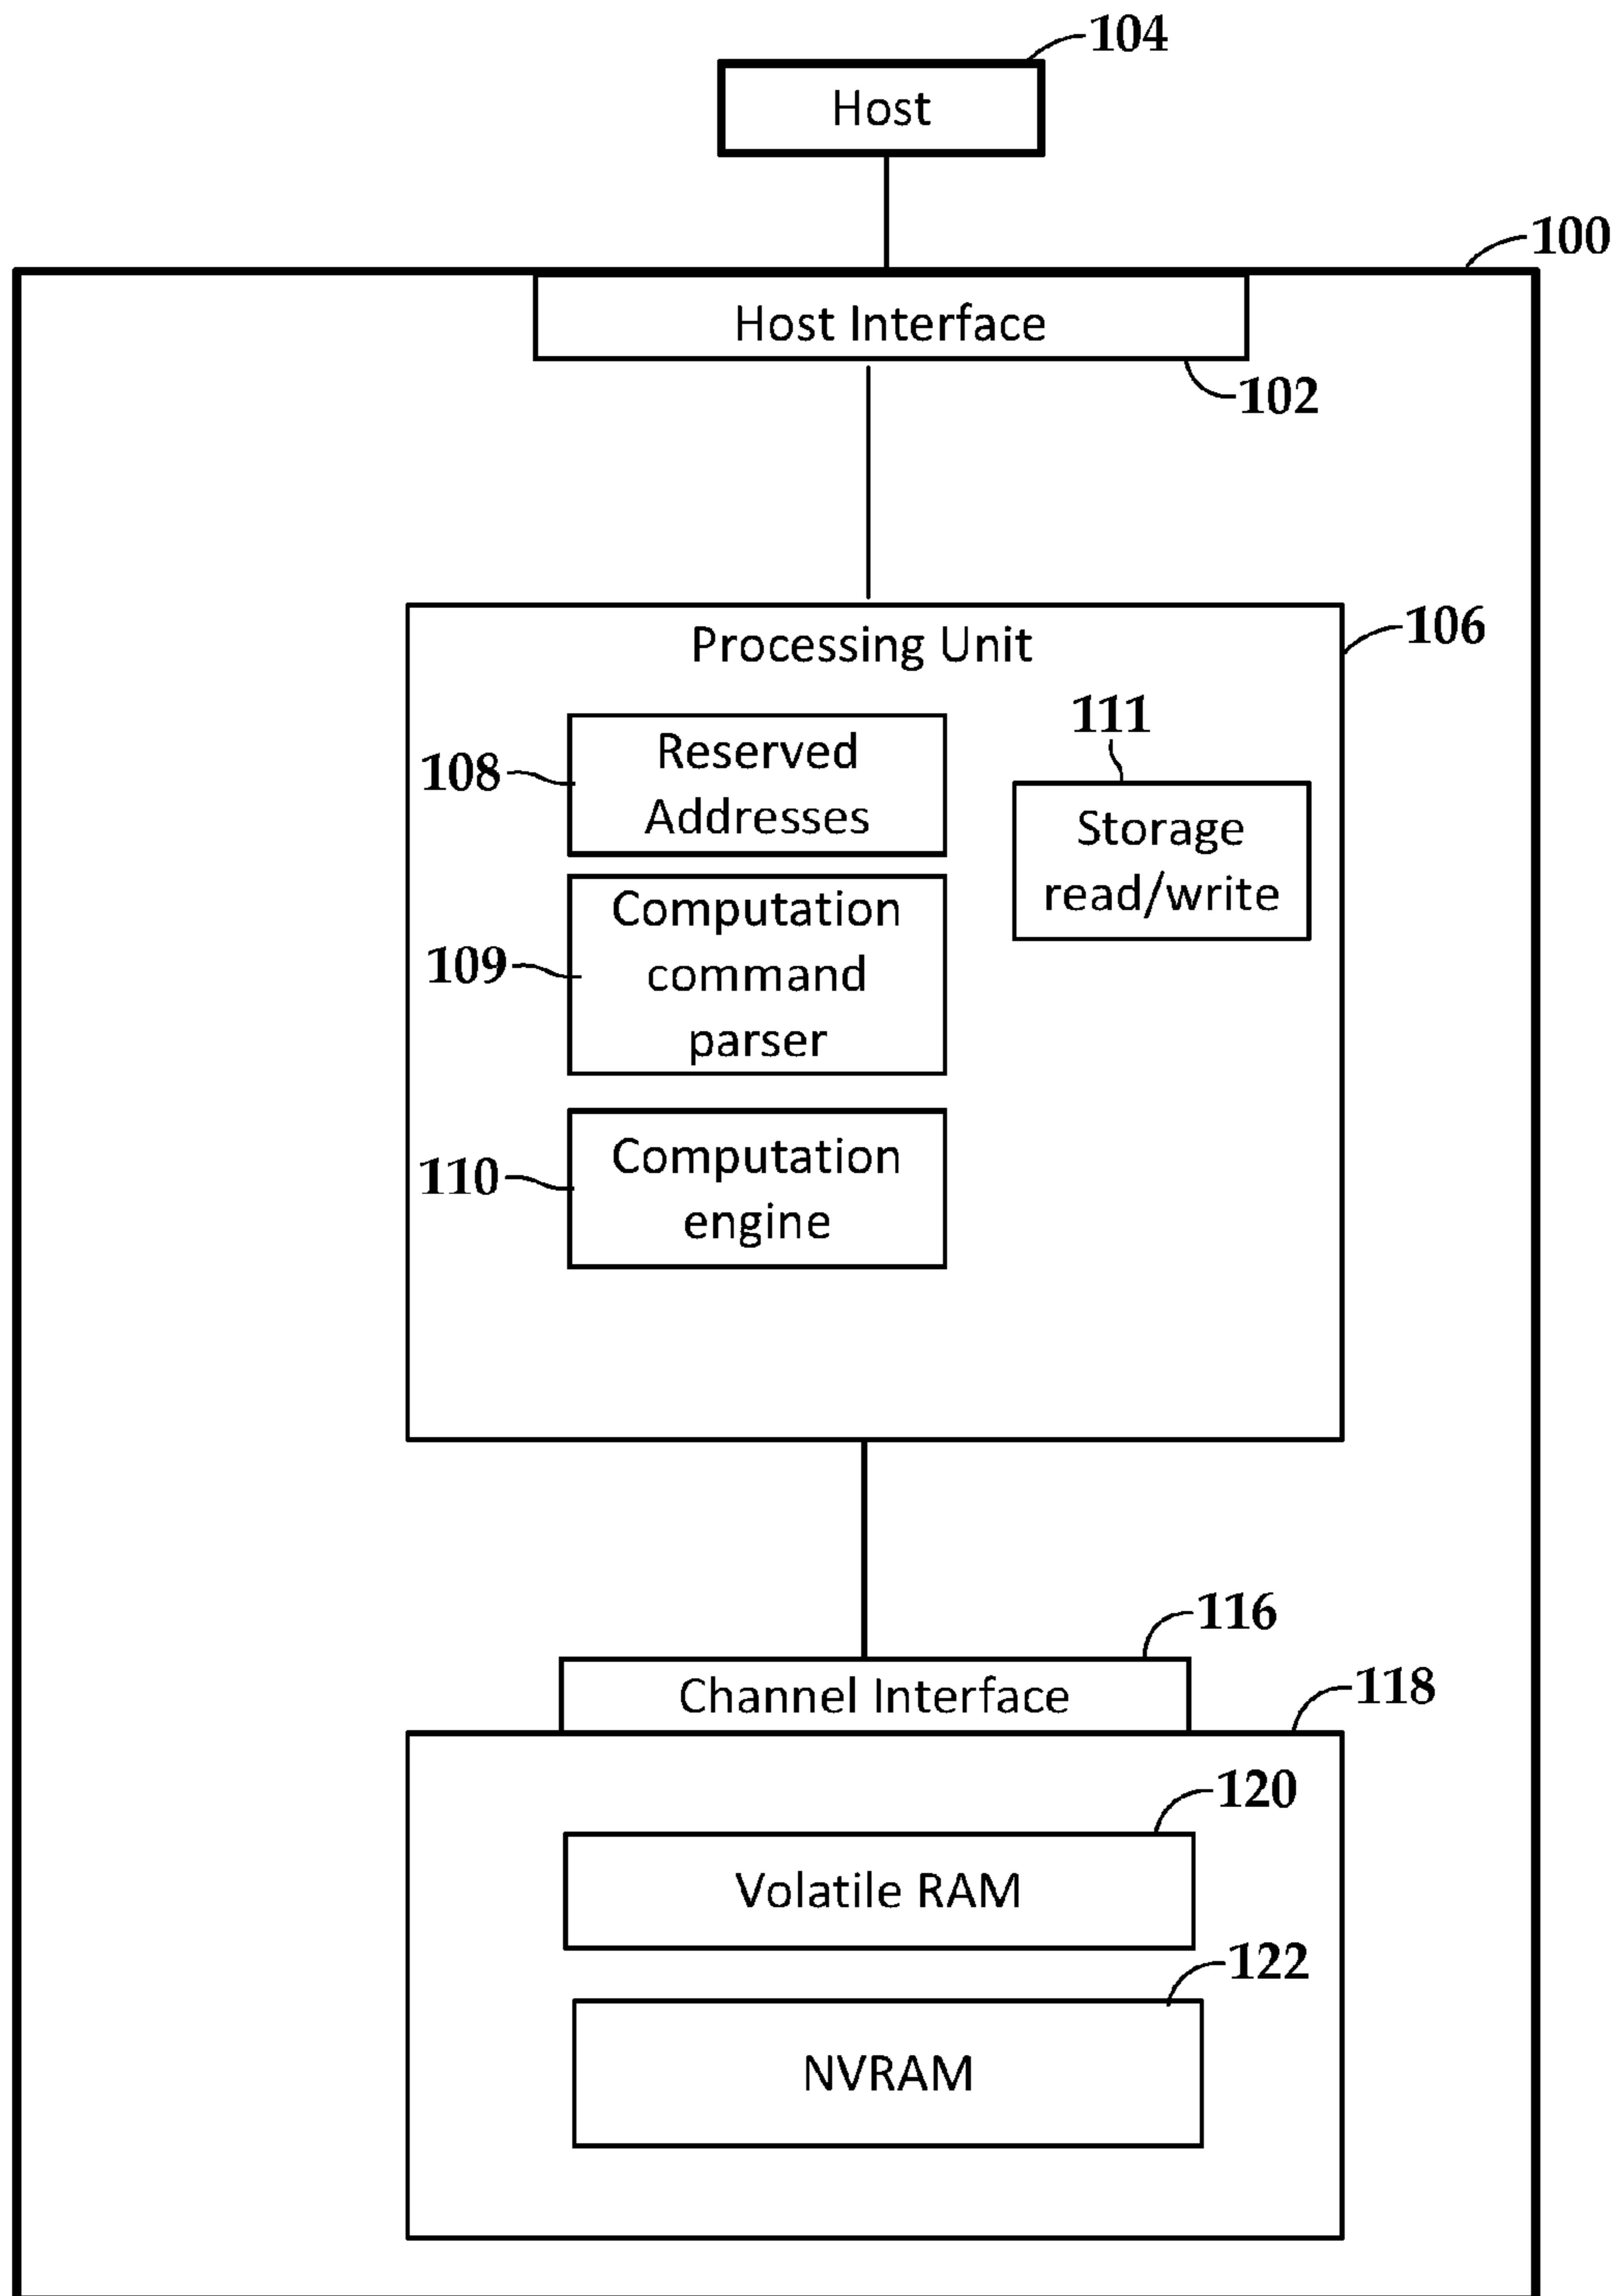 104
Host
100
Host Interface
102
Processing Unit
106
111
Reserved
Addresses
108
Storage
read/write
Computation
command
parser
109
Computation
engine
110
116
Channel Interface
118
120
Volatile RAM
122
NVRAM